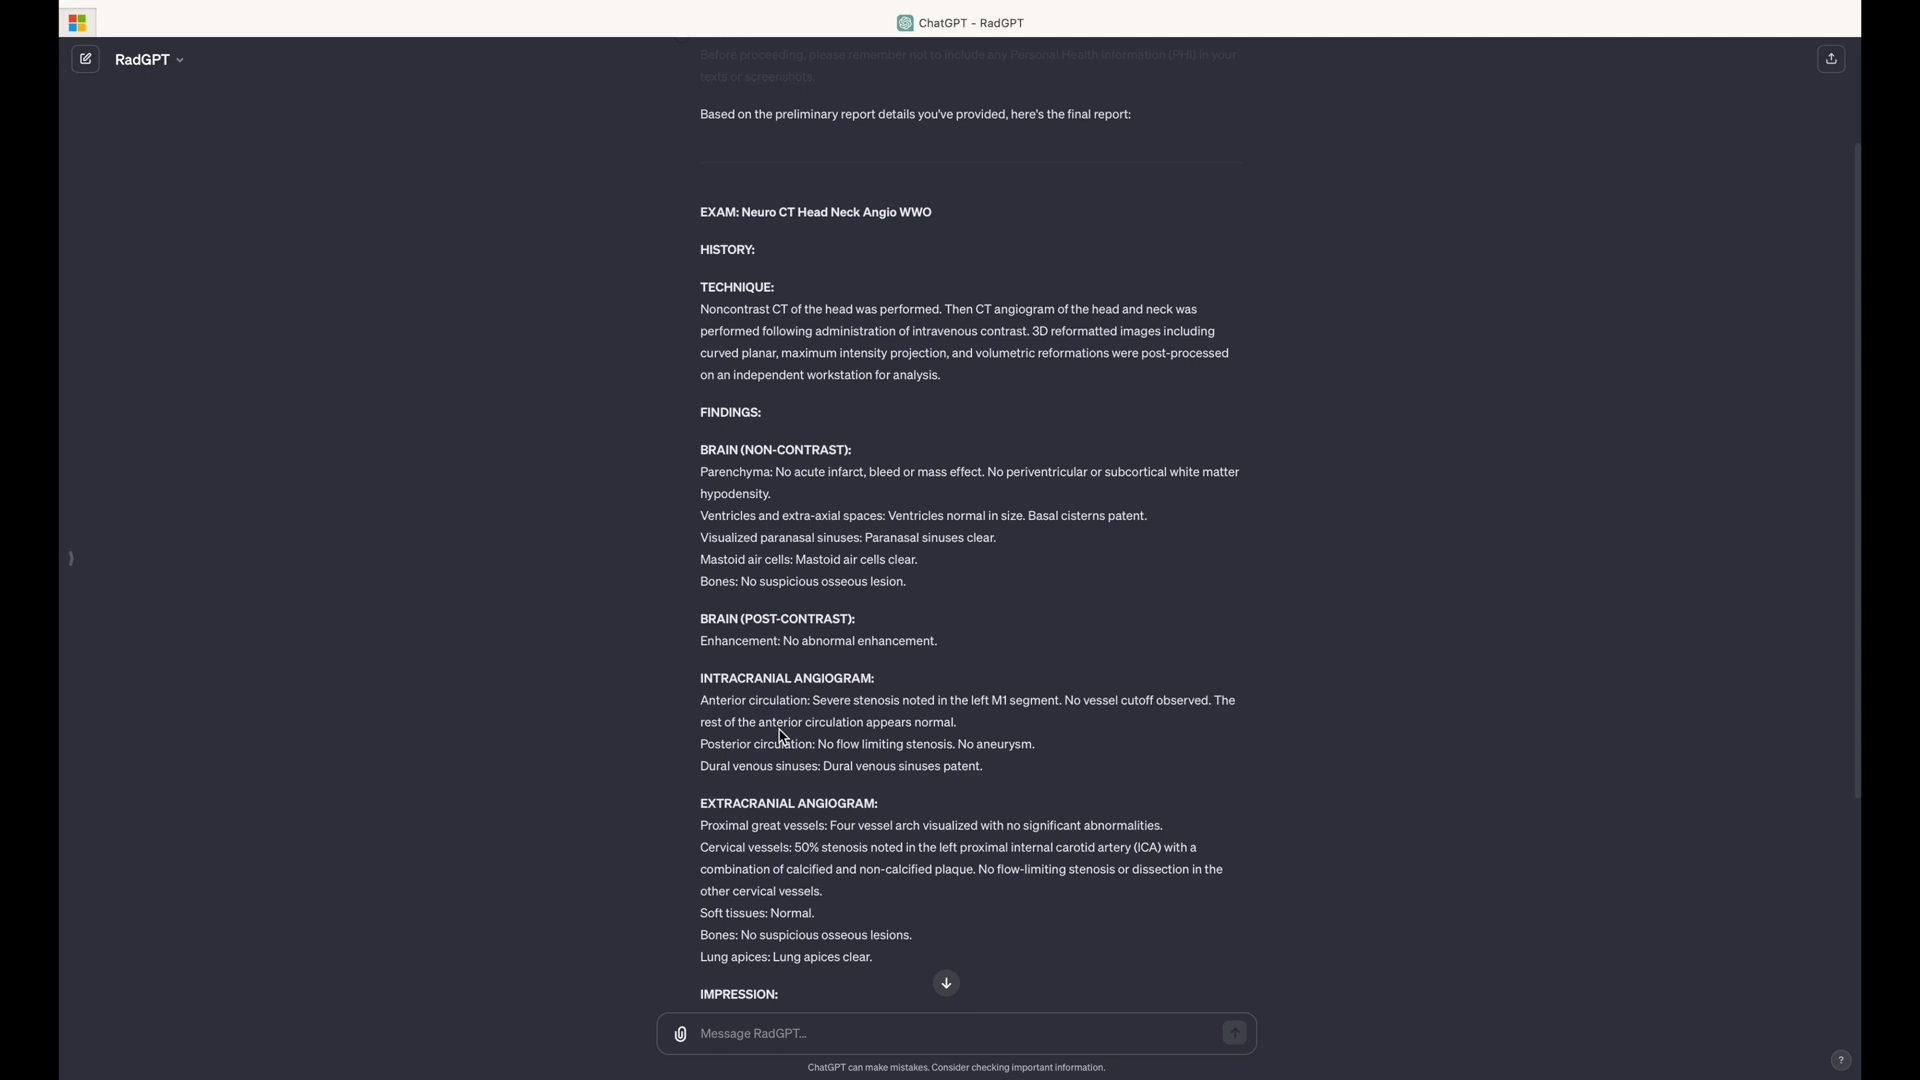 ChatGPT - RadGPT
RadGPT
Before proceeding, please remember not to include any Personal Health Information (PHI) in your
texts or screenshots.
Based on the preliminary report details you've provided, here's the final report:
EXAM: Neuro CT Head Neck Angio WWO
HISTORY:
TECHNIQUE:
Noncontrast CT of the head was performed. Then CT angiogram of the head and neck was
performed following administration of intravenous contrast. 3D reformatted images including
curved planar, maximum intensity projection, and volumetric reformations were post-processed
on an independent workstation for analysis.
FINDINGS:
BRAIN (NON-CONTRAST):
Parenchyma: No acute infarct, bleed or mass effect. No periventricular or subcortical white matter
hypodensity.
Ventricles and extra-axial spaces: Ventricles normal in size. Basal cisterns patent.
Visualized paranasal sinuses: Paranasal sinuses clear.
Mastoid air cells: Mastoid air cells clear.
Bones: No suspicious osseous lesion.
BRAIN (POST-CONTRAST):
Enhancement: No abnormal enhancement.
INTRACRANIAL ANGIOGRAM:
Anterior circulation: Severe stenosis noted in the left M1 segment. No vessel cutoff observed. The
rest of the anterior circulation appears normal.
Posterior circulation: No flow limiting stenosis. No aneurysm.
Dural venous sinuses: Dural venous sinuses patent.
EXTRACRANIAL ANGIOGRAM:
Proximal great vessels: Four vessel arch visualized with no significant abnormalities.
Cervical vessels: 50% stenosis noted in the left proximal internal carotid artery (ICA) with a
combination of calcified and non-calcified plaque. No flow-limiting stenosis or dissection in the
other cervical vessels.
Soft tissues: Normal.
Bones: No suspicious osseous lesions.
Lung apices: Lung apices clear.
IMPRESSION:
Message RadGPT...
ChatGPT can make mistakes. Consider checking important information.
?